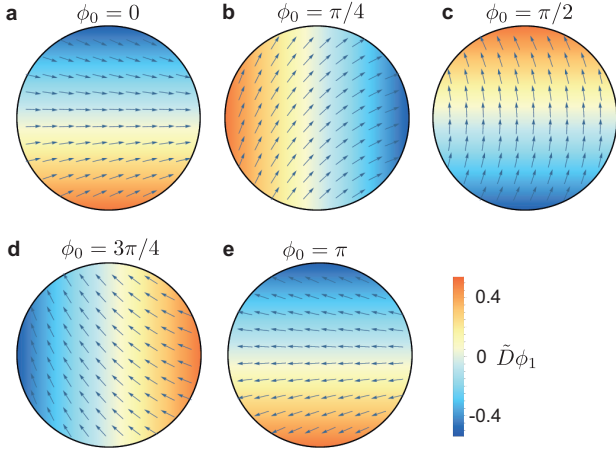 a ϕ₀ = 0
b ϕ₀ = π/4
c ϕ₀ = π/2
d ϕ₀ = 3π/4
e ϕ₀ = π
0.4
0 D̃ϕ₁
-0.4